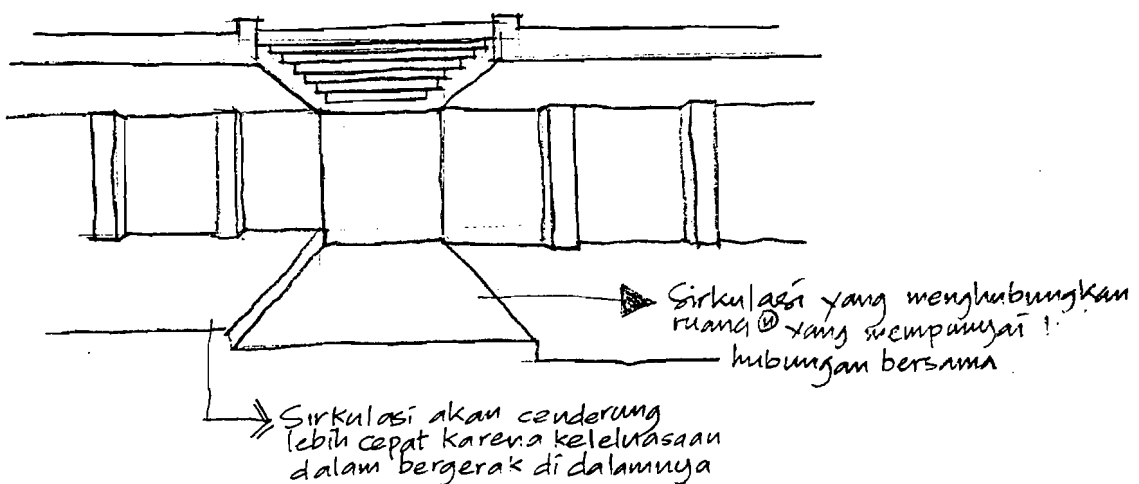 Sirkulasi yang menghubungkan
ruang ② yang mempunyai
hubungan bersama
Sirkulasi akan cenderung
lebih cepat karena keleluasaan
dalam bergerak di dalamnya